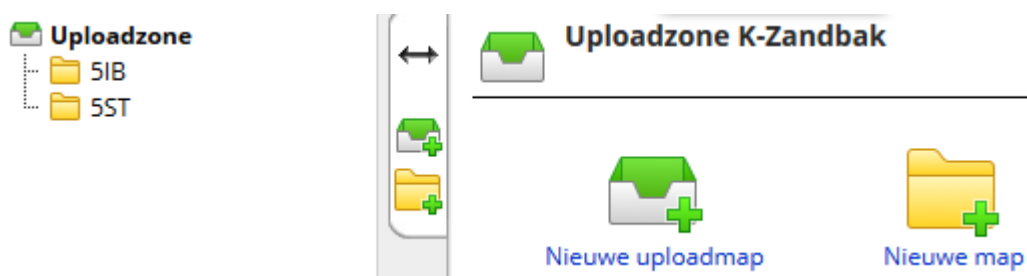 Uploadzone
5IB
5ST
Uploadzone K-Zandbak
Nieuwe uploadmap
Nieuwe map